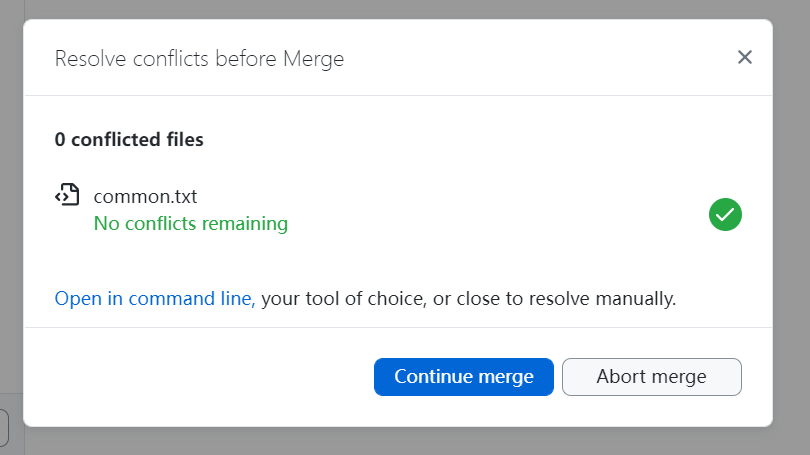 Resolve conflicts before Merge
0 conflicted files
common.txt
No conflicts remaining
Open in command line, your tool of choice, or close to resolve manually.
Continue merge
Abort merge